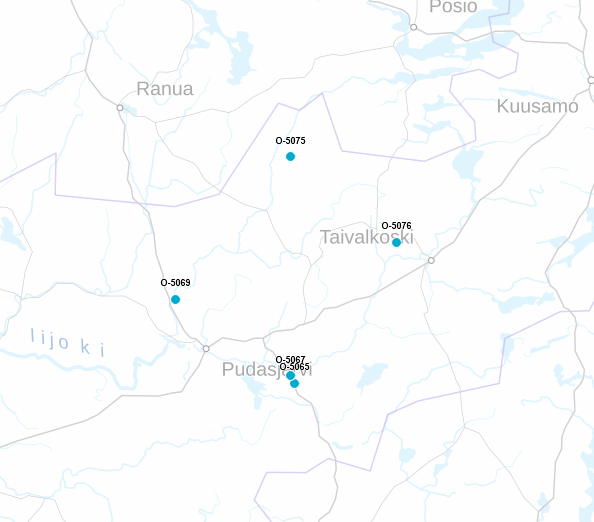 Posio
Ranua
Kuusamo
O-5075
O-5076
Taivalkoski
O-5069
Iijoki
O-5067
O-5065
Pudasjärvi